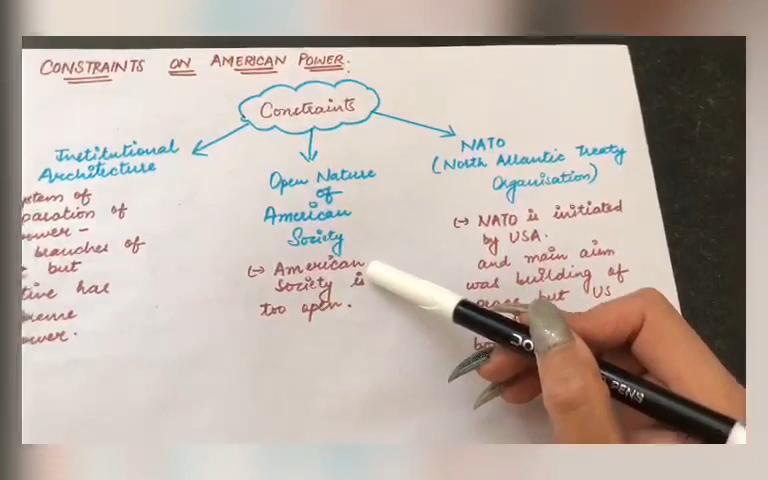 CONSTRAINTS ON AMERICAN POWER.
Constraints
Institutional
Architecture
stem of
paration of
ower -
branches of
but
tive has
reme
ower.
Open Nature
of
American
Society
(→ American
Society is
too open.
NATO
(North Atlantic Treaty
Organisation)
(→ NATO is initiated
by USA.
and main aim
was building of
peace but US
PENS